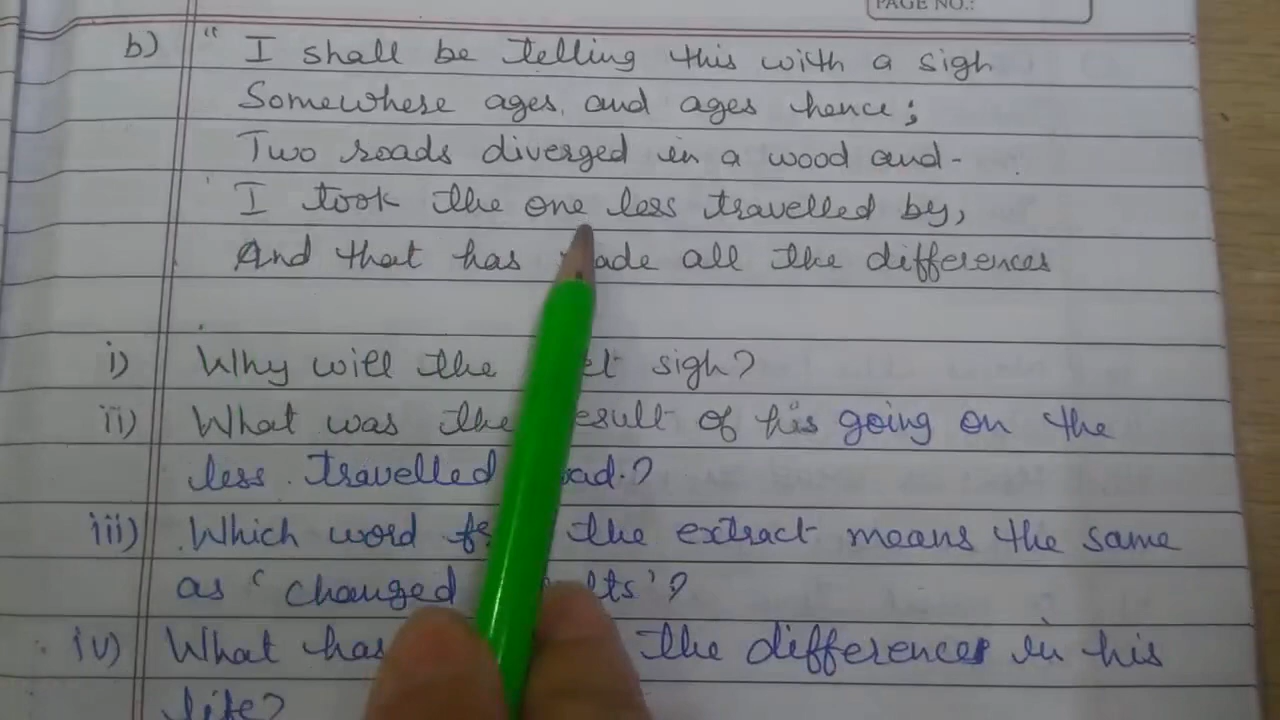 PAGE NO.:
b) " I shall be telling this with a sigh
Somewhere ages and ages hence;
Two roads diverged in a wood and-
I took the one less travelled by,
And that has ade all the differences
i) Why will the et sigh?
ii) What was the esult of his going on the
less travelled oad?
iii) Which word the extract means the same
as 'changed lts'?
iv) What has the differences in his
life?